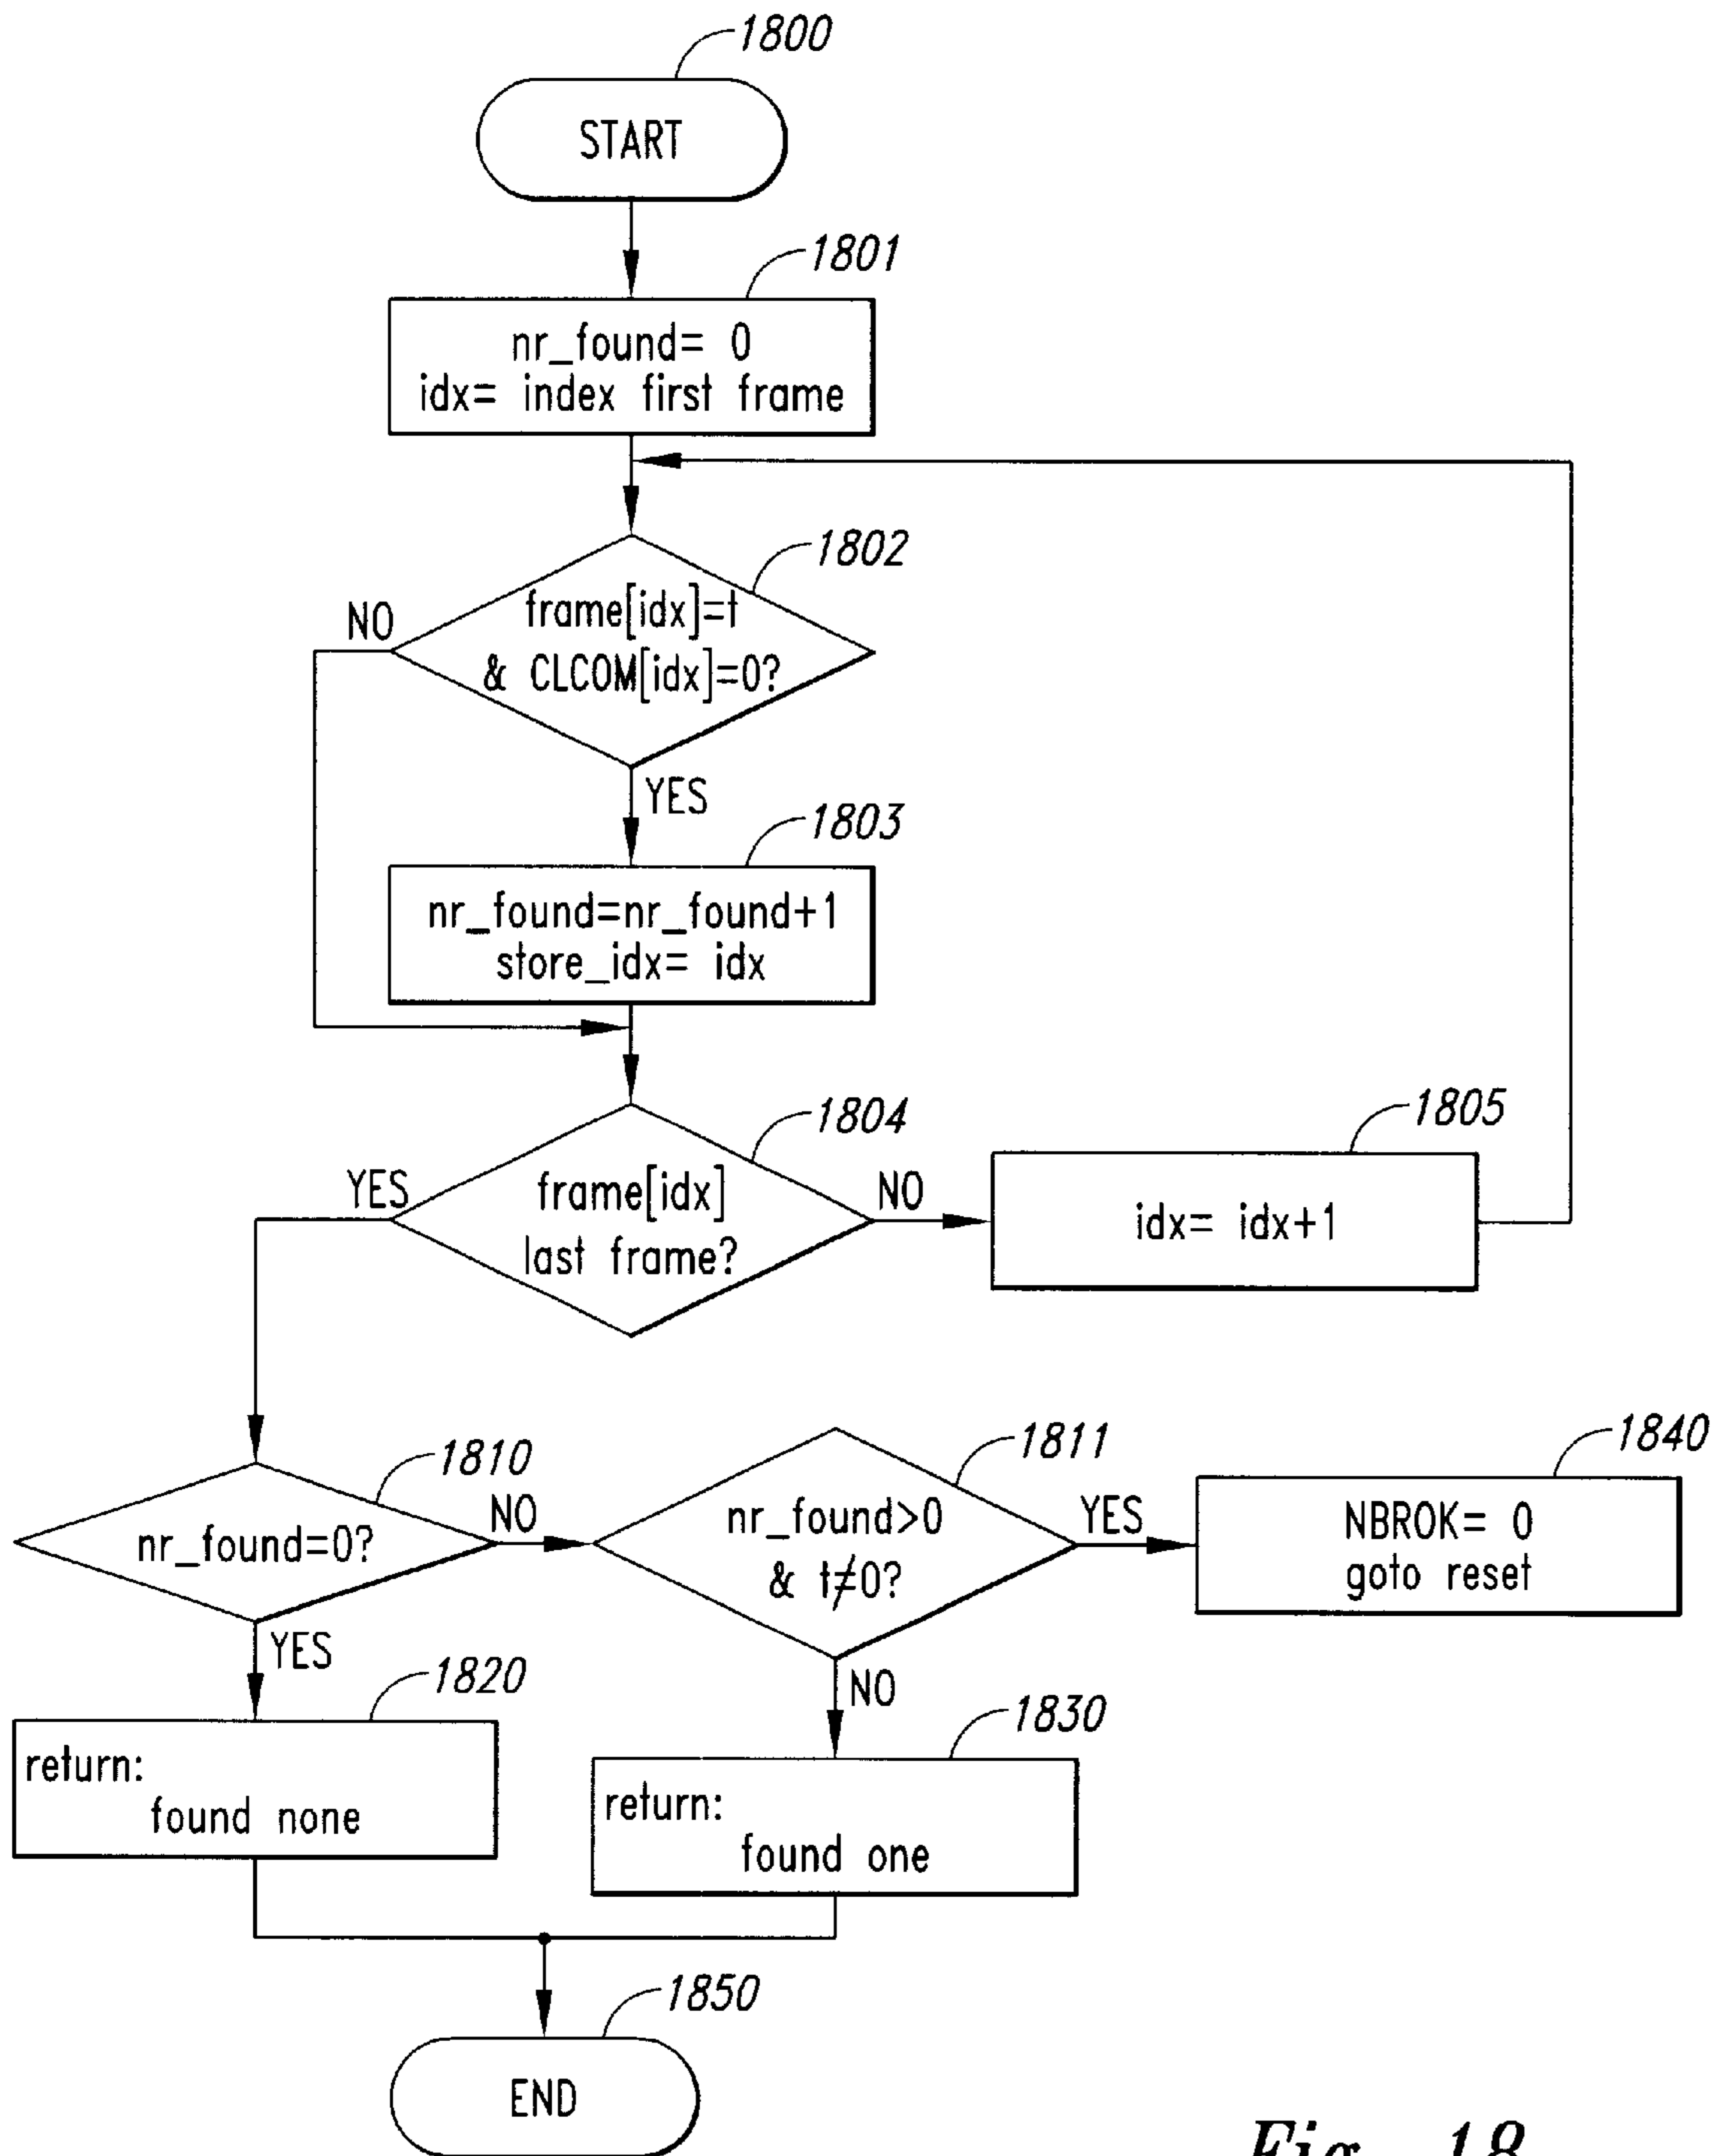 1800
START
1801
nr_found= 0
idx= index first frame
1802
NO
frame[idx]=t
& CLCOM[idx]=0?
YES
1803
nr_found=nr_found+1
store_idx= idx
1804
YES
frame[idx]
last frame?
NO
1805
idx= idx+1
1810
nr_found=0?
NO
1811
nr_found>0
& t≠0?
YES
1840
NBROK= 0
goto reset
YES
1820
return:
found none
NO
1830
return:
found one
1850
END
Fig. 18